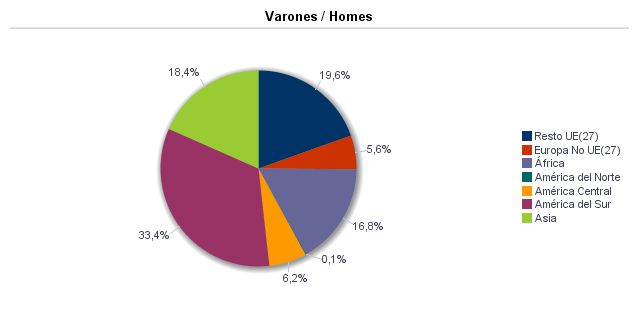 Varones / Homes
18,4%
19,6%
5,6%
16,8%
0,1%
6,2%
33,4%
Resto UE(27)
Europa No UE(27)
África
América del Norte
América Central
América del Sur
Asia